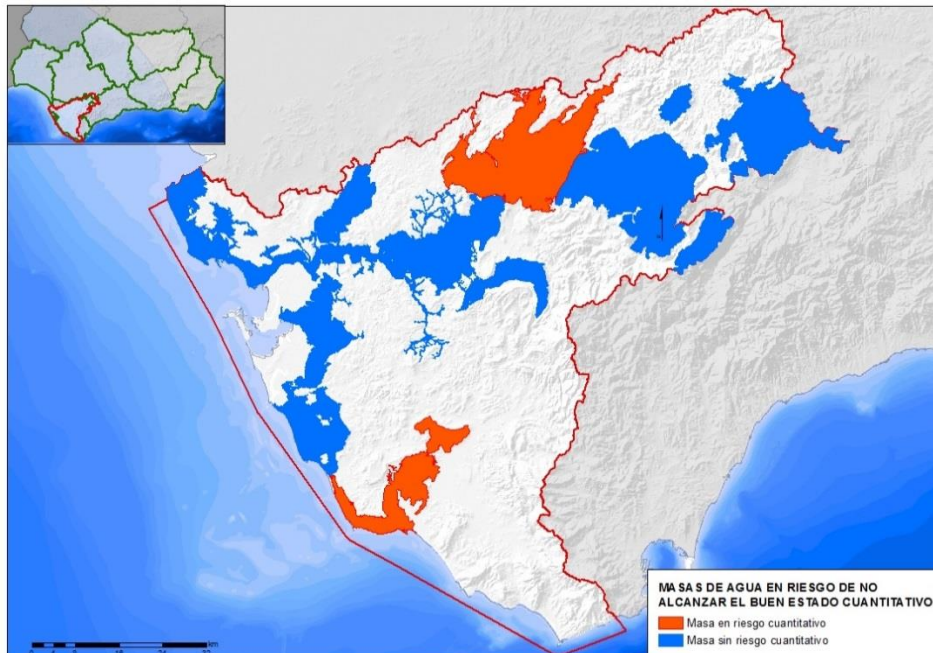 km
MASAS DE AGUA EN RIESGO DE NO
ALCANZAR EL BUEN ESTADO CUANTITATIVO
Masa en riesgo cuantitativo
Masa sin riesgo cuantitativo